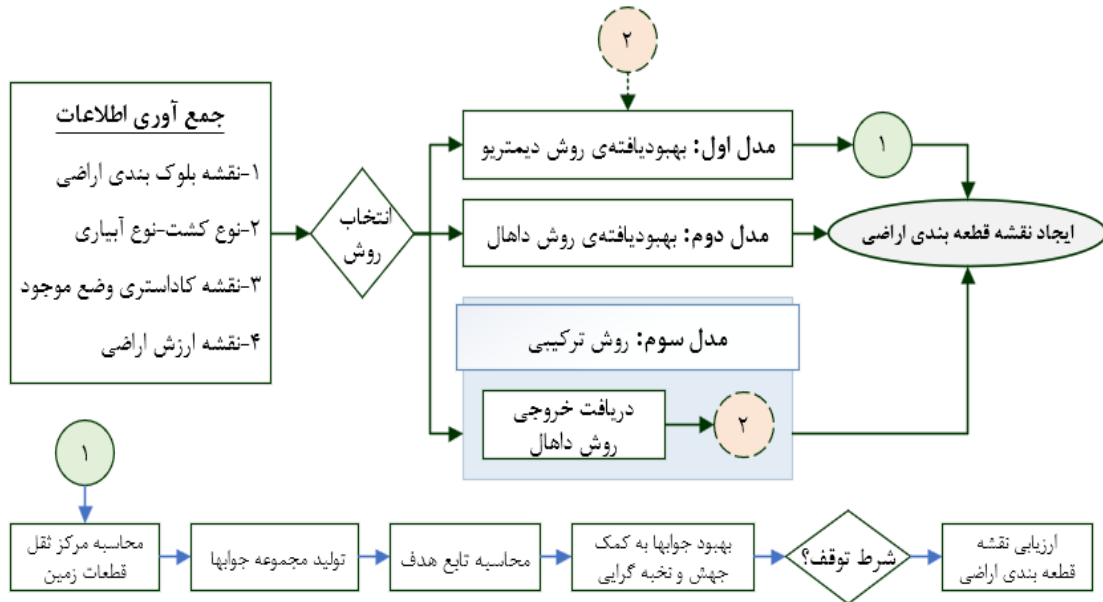 جمع آوری اطلاعات
۱-نقشه بلوک بندی اراضی
۲-نوع کشت-نوع آبیاری
۳-نقشه کاداستری وضع موجود
۴-نقشه ارزش اراضی
انتخاب
روش
۲
مدل اول: بهبودیافته‌ی روش دیمتریو
۱
مدل دوم: بهبودیافته‌ی روش داهال
ایجاد نقشه قطعه بندی اراضی
مدل سوم: روش ترکیبی
دریافت خروجی
روش داهال
۲
۱
محاسبه مرکز ثقل
قطعات زمین
تولید مجموعه جوابها
محاسبه تابع هدف
بهبود جوابها به کمک
جهش و نخبه گرایی
شرط توقف؟
ارزیابی نقشه
قطعه بندی اراضی